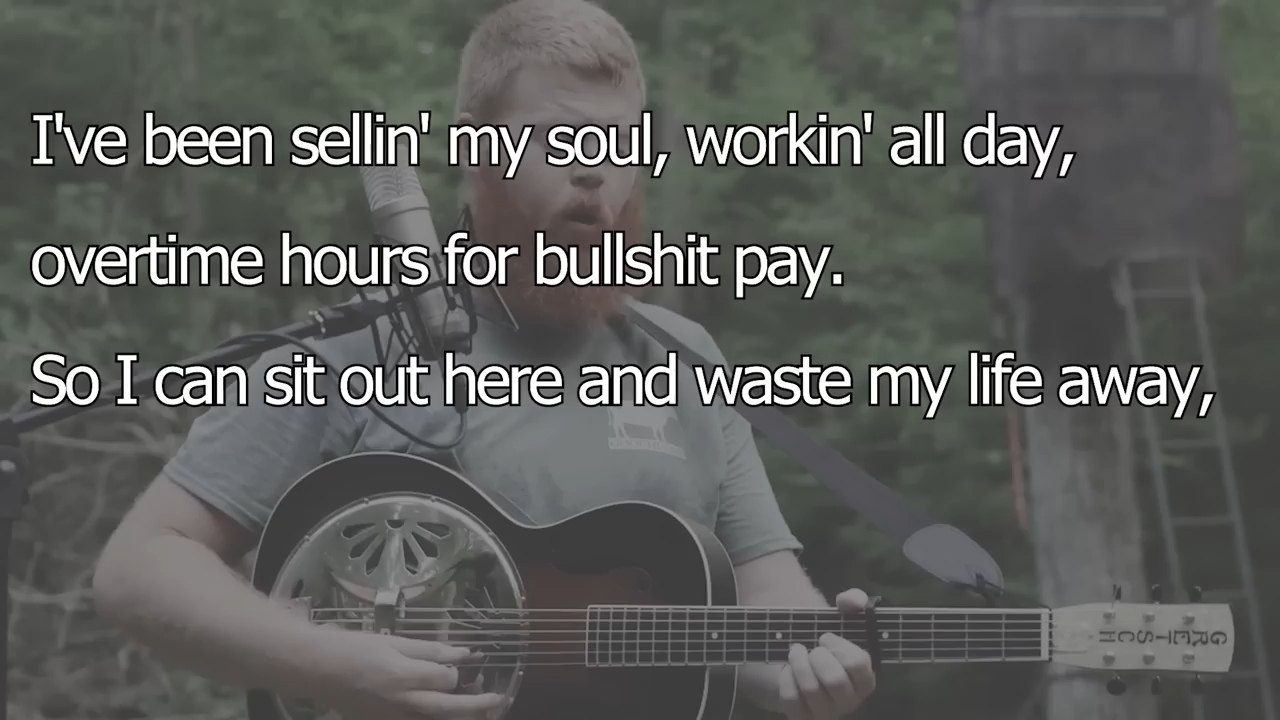 I've been sellin' my soul, workin' all day,
overtime hours for bullshit pay.
So I can sit out here and waste my life away,
GRETSCH